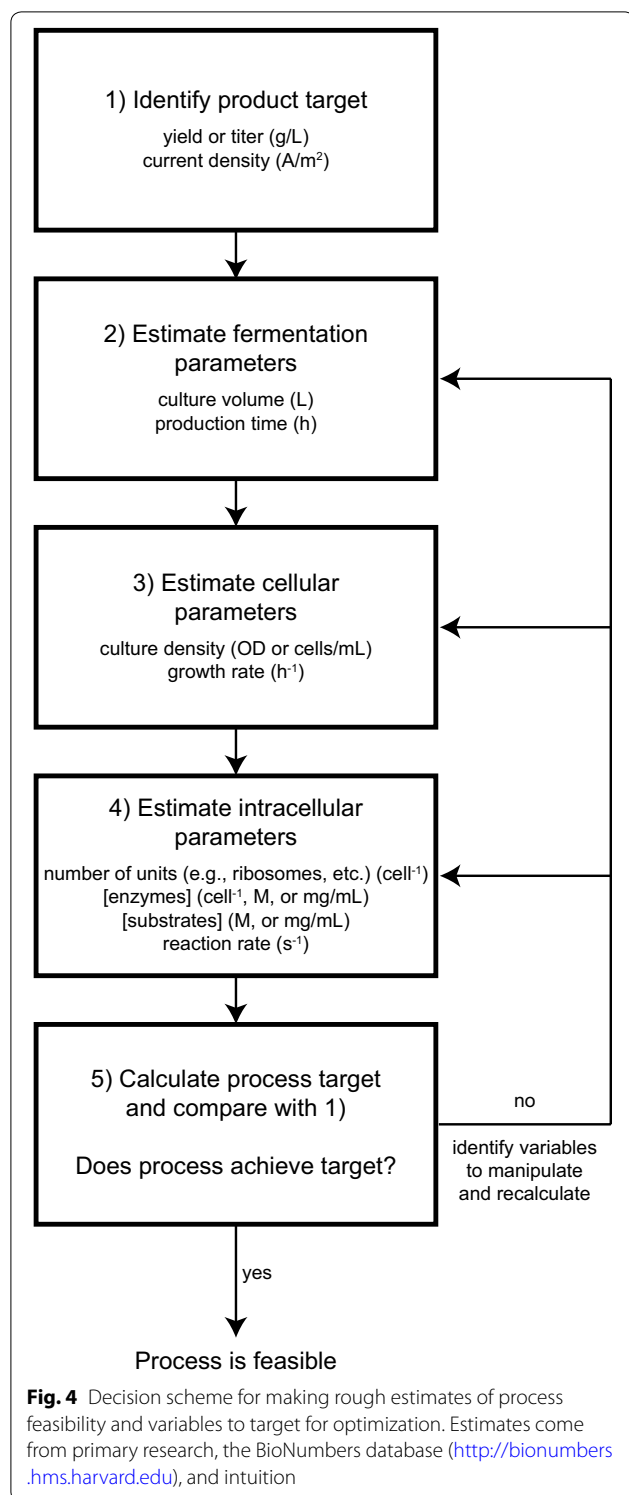 1) Identify product target
yield or titer (g/L)
current density (A/m²)
2) Estimate fermentation
parameters
culture volume (L)
production time (h)
3) Estimate cellular
parameters
culture density (OD or cells/mL)
growth rate (h⁻¹)
4) Estimate intracellular
parameters
number of units (e.g., ribosomes, etc.) (cell⁻¹)
[enzymes] (cell⁻¹, M, or mg/mL)
[substrates] (M, or mg/mL)
reaction rate (s⁻¹)
5) Calculate process target
and compare with 1)
Does process achieve target?
no
identify variables
to manipulate
and recalculate
yes
Process is feasible
Fig. 4 Decision scheme for making rough estimates of process
feasibility and variables to target for optimization. Estimates come
from primary research, the BioNumbers database (http://bionumbers
.hms.harvard.edu), and intuition